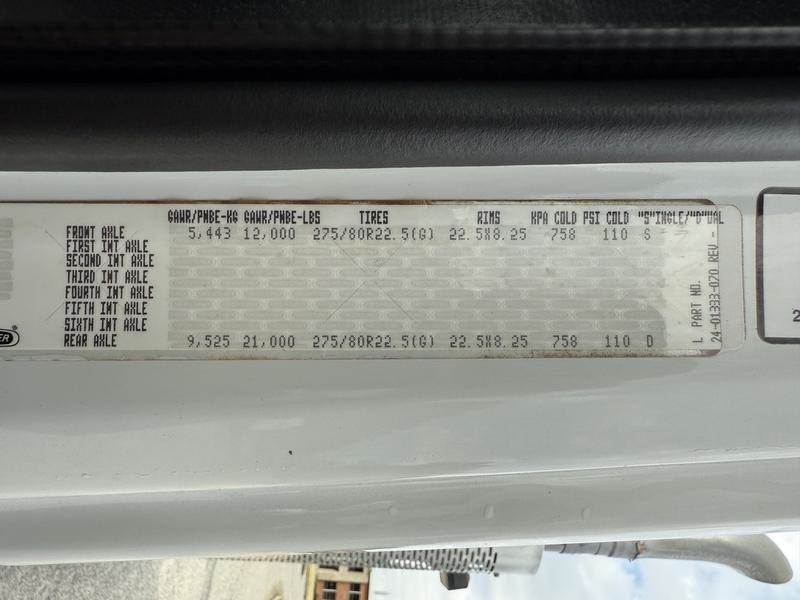 GAWR/PNBE-KG GAWR/PNBE-LBS TIRES RIMS KPA COLD PSI COLD "S"INGLE/"D"UAL
FRONT AXLE 5,443 12,000 275/80R22.5(G) 22.5X8.25 758 110 S
FIRST INT AXLE
SECOND INT AXLE
THIRD INT AXLE
FOURTH INT AXLE
FIFTH INT AXLE
SIXTH INT AXLE
REAR AXLE 9,525 21,000 275/80R22.5(G) 22.5X8.25 758 110 D
L PART NO.
24-01383-070 REV -
ER
2